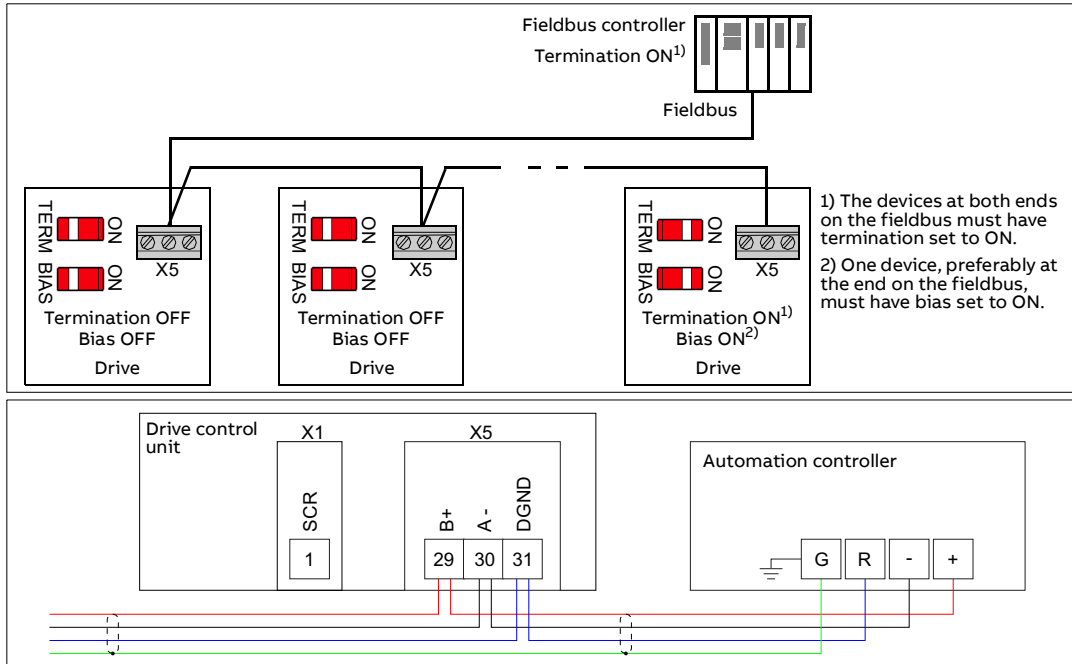 Fieldbus controller
Termination ON1)
Fieldbus
TERM
ON
BIAS
ON
X5
Termination OFF
Bias OFF
Drive
TERM
ON
BIAS
ON
X5
Termination OFF
Bias OFF
Drive
TERM
ON
BIAS
ON
X5
Termination ON1)
Bias ON2)
Drive
1) The devices at both ends
on the fieldbus must have
termination set to ON.
2) One device, preferably at
the end on the fieldbus,
must have bias set to ON.
Drive control
unit
X1
SCR
1
X5
B+
A -
DGND
29
30
31
Automation controller
G
R
-
+